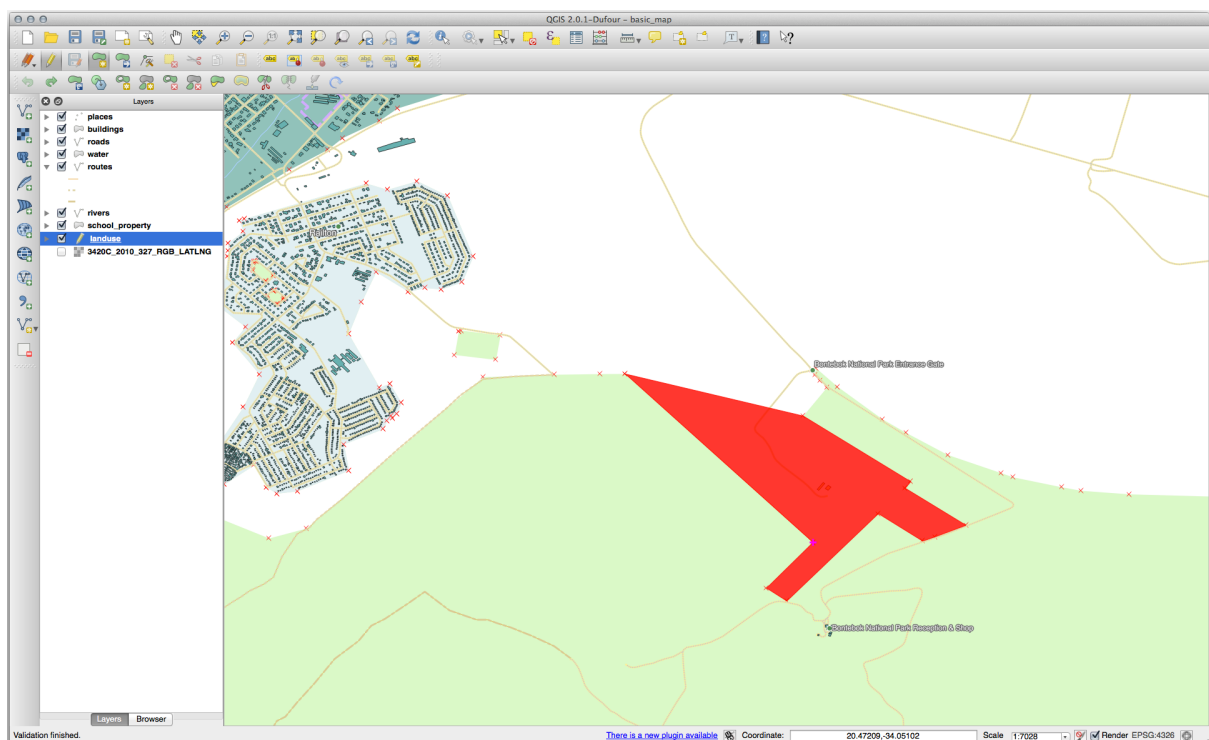 QGIS 2.0.1-Dufour - basic_map
Layers
places
buildings
roads
water
routes
rivers
school_property
landuse
3420C_2010_327_RGB_LATLNG
Railton
Bontebok National Park Entrance Gate
Bontebok National Park Reception & Shop
Layers Browser
Validation finished. There is a new plugin available Coordinate: 20.47209,-34.05102 Scale 1:7028 Render EPSG:4326